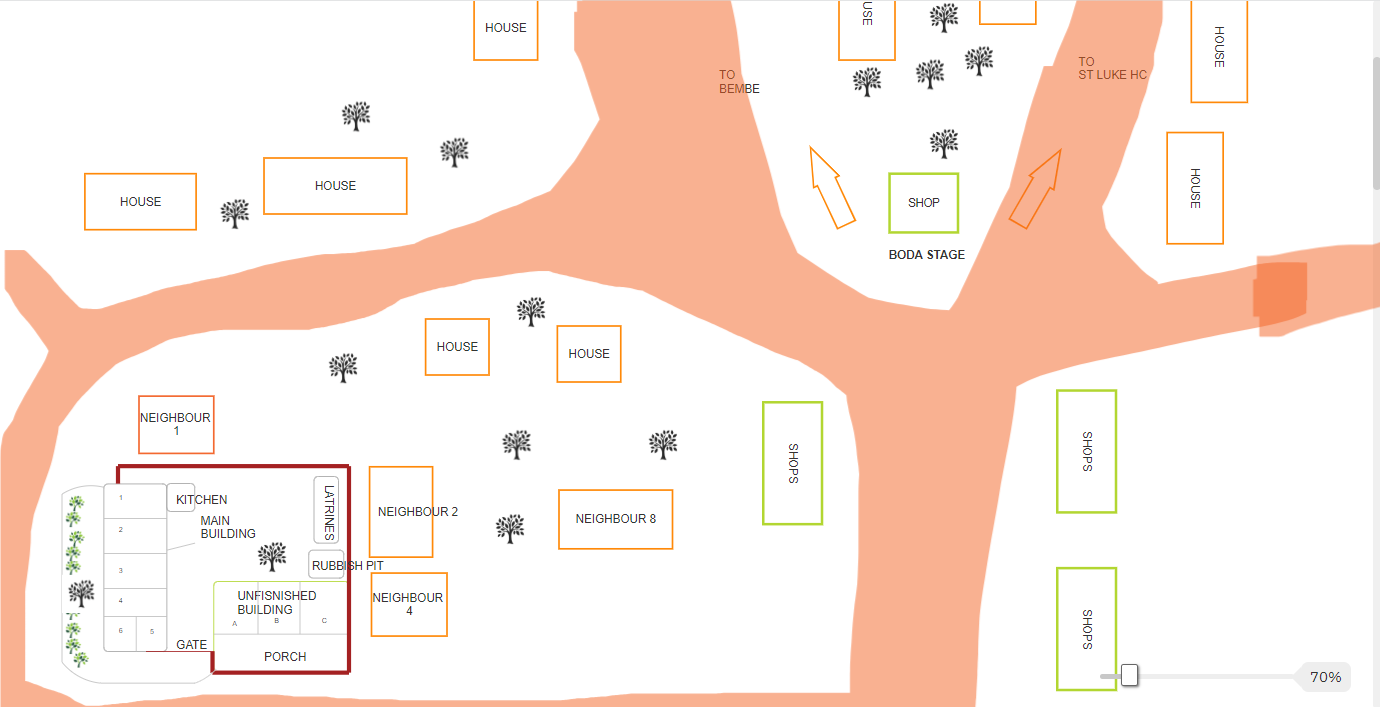 HOUSE
USE
TO
BEMBE
TO
ST LUKE HC
HOUSE
HOUSE
HOUSE
HOUSE
SHOP
BODA STAGE
HOUSE
HOUSE
HOUSE
NEIGHBOUR
1
SHOPS
SHOPS
NEIGHBOUR 2
NEIGHBOUR 8
1
KITCHEN
LATRINES
MAIN
BUILDING
2
3
RUBBISH PIT
4
UNFISNISHED
BUILDING
A
B
C
NEIGHBOUR
4
6
5
GATE
PORCH
SHOPS
70%